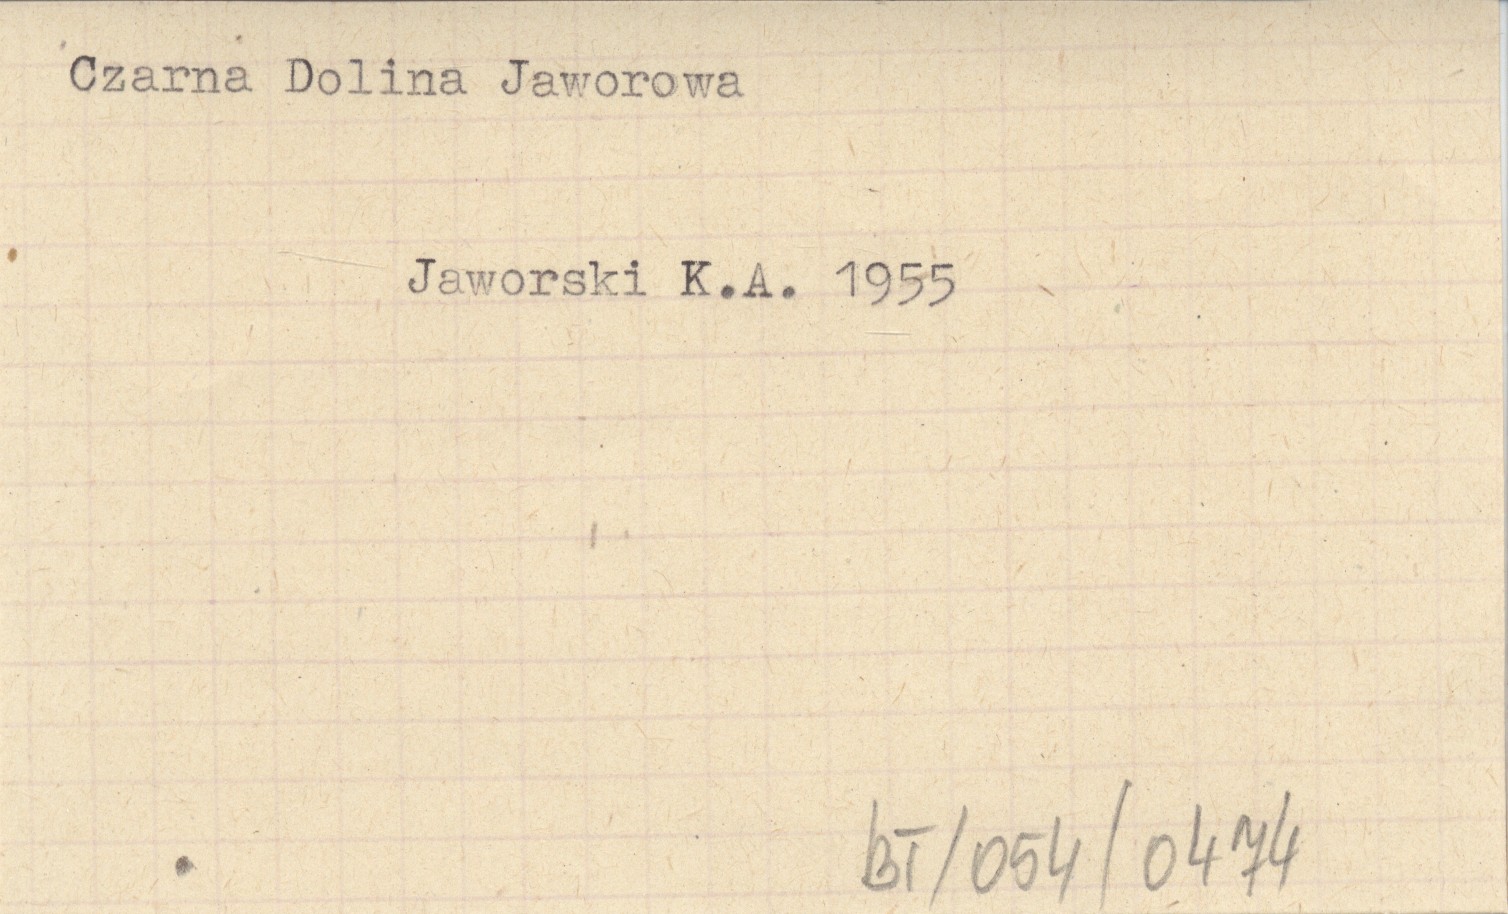 Czarna Dolina Jaworowa
Jaworski K.A. 1955
BT/054/0474